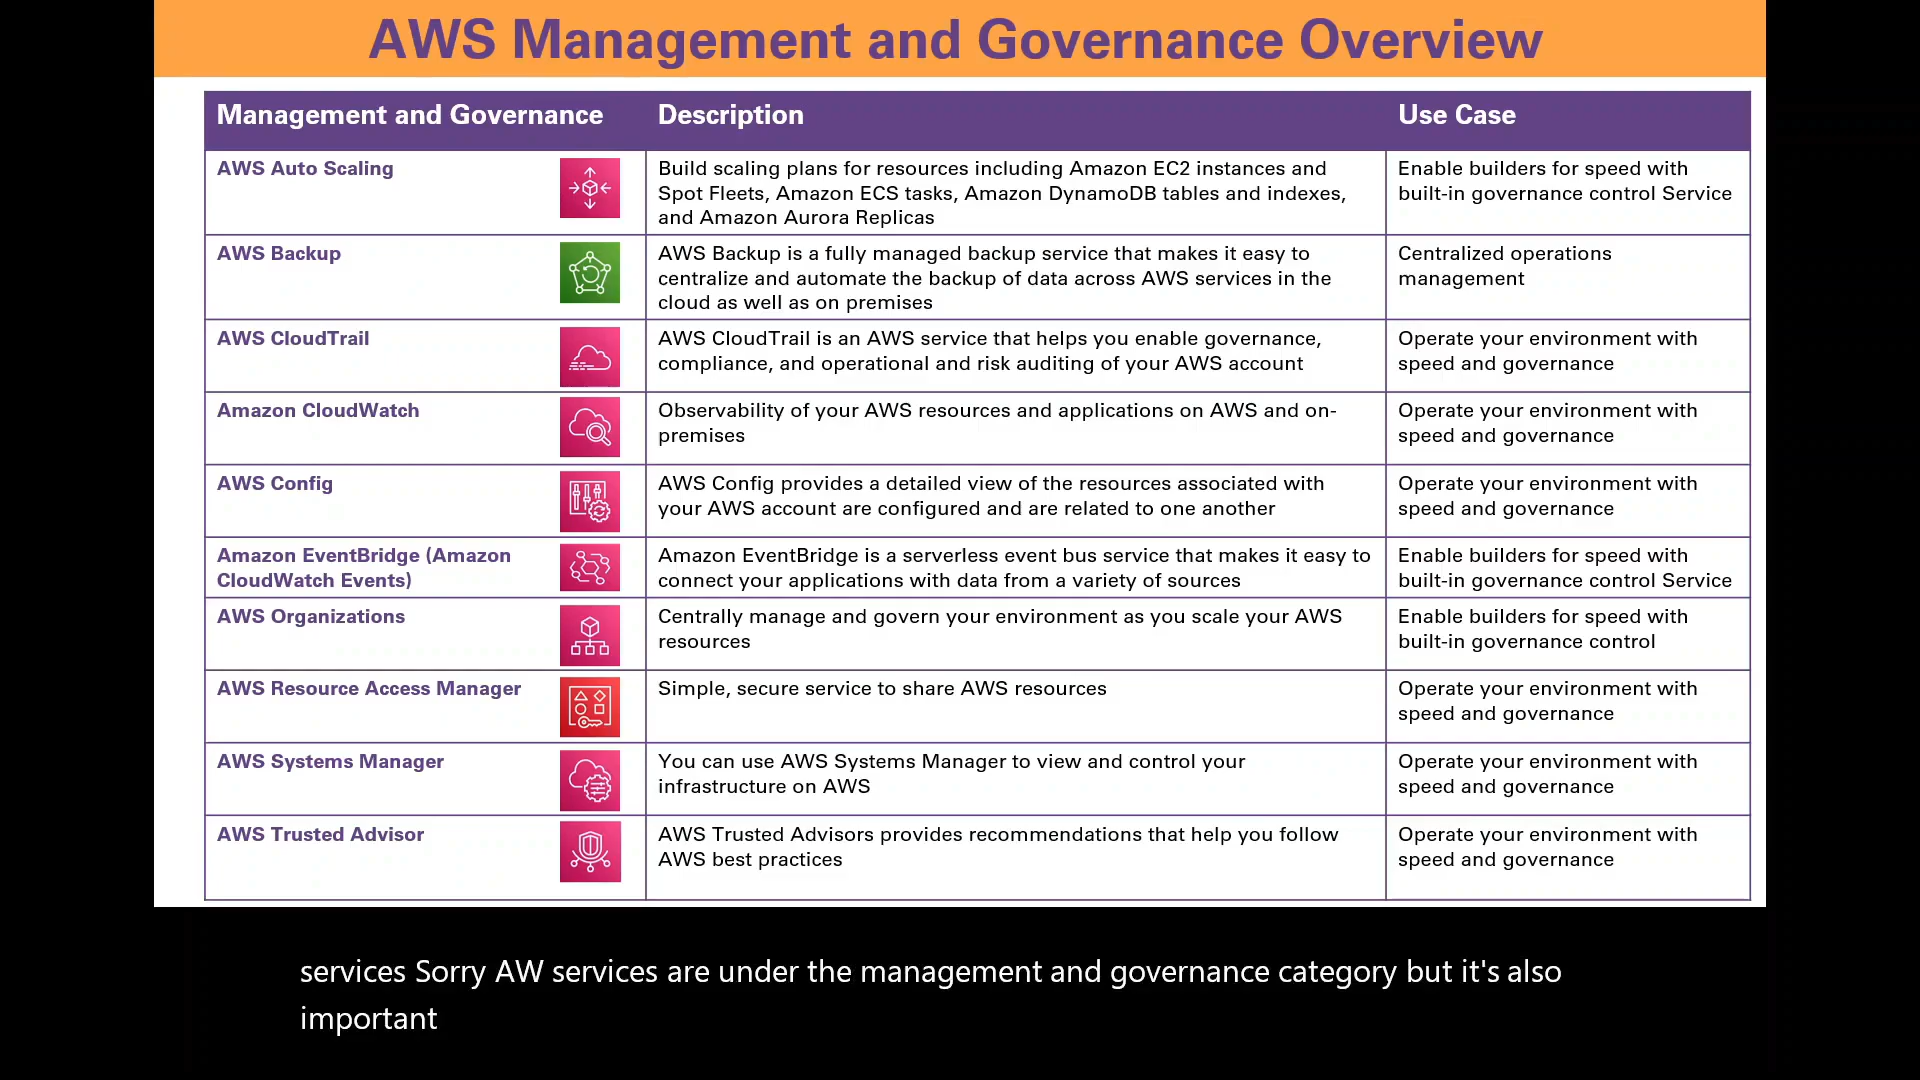 AWS Management and Governance Overview
Management and Governance
Description
Use Case
AWS Auto Scaling
Build scaling plans for resources including Amazon EC2 instances and
Spot Fleets, Amazon ECS tasks, Amazon DynamoDB tables and indexes,
and Amazon Aurora Replicas
Enable builders for speed with
built-in governance control Service
AWS Backup
AWS Backup is a fully managed backup service that makes it easy to
centralize and automate the backup of data across AWS services in the
cloud as well as on premises
Centralized operations
management
AWS CloudTrail
AWS CloudTrail is an AWS service that helps you enable governance,
compliance, and operational and risk auditing of your AWS account
Operate your environment with
speed and governance
Amazon CloudWatch
Observability of your AWS resources and applications on AWS and on-
premises
Operate your environment with
speed and governance
AWS Config
AWS Config provides a detailed view of the resources associated with
your AWS account are configured and are related to one another
Operate your environment with
speed and governance
Amazon EventBridge (Amazon
CloudWatch Events)
Amazon EventBridge is a serverless event bus service that makes it easy to
connect your applications with data from a variety of sources
Enable builders for speed with
built-in governance control Service
AWS Organizations
Centrally manage and govern your environment as you scale your AWS
resources
Enable builders for speed with
built-in governance control
AWS Resource Access Manager
Simple, secure service to share AWS resources
Operate your environment with
speed and governance
AWS Systems Manager
You can use AWS Systems Manager to view and control your
infrastructure on AWS
Operate your environment with
speed and governance
AWS Trusted Advisor
AWS Trusted Advisors provides recommendations that help you follow
AWS best practices
Operate your environment with
speed and governance
services Sorry AW services are under the management and governance category but it's also
important